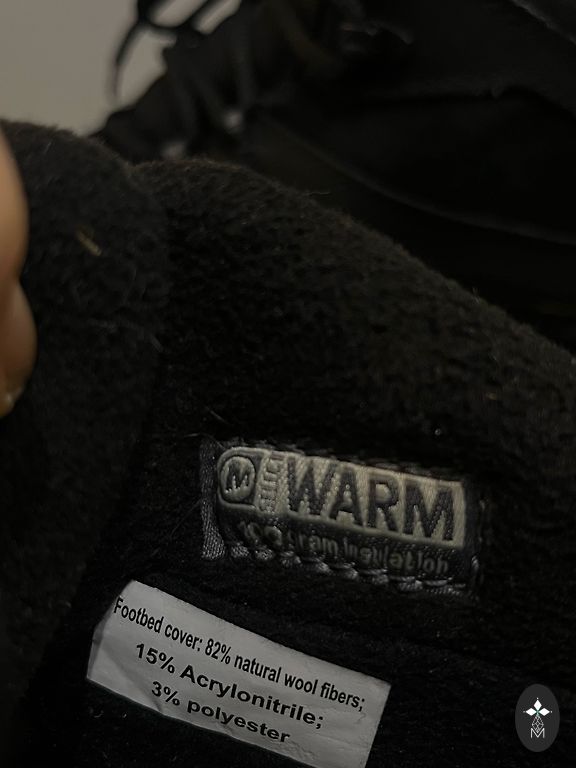 M WARM
gram insulation
Footbed cover: 82% natural wool fibers;
15% Acrylonitrile;
3% polyester
M